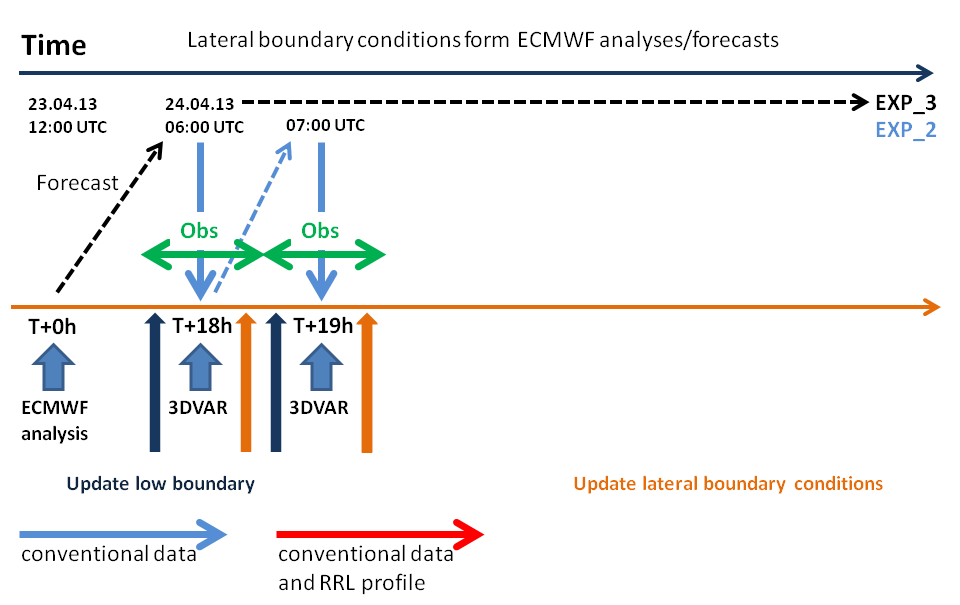 Time
Lateral boundary conditions form ECMWF analyses/forecasts
23.04.13
12:00 UTC
24.04.13
06:00 UTC
07:00 UTC
EXP_3
EXP_2
Forecast
Obs
Obs
T+0h
T+18h
T+19h
ECMWF
analysis
3DVAR
3DVAR
Update low boundary
Update lateral boundary conditions
conventional data
conventional data
and RRL profile